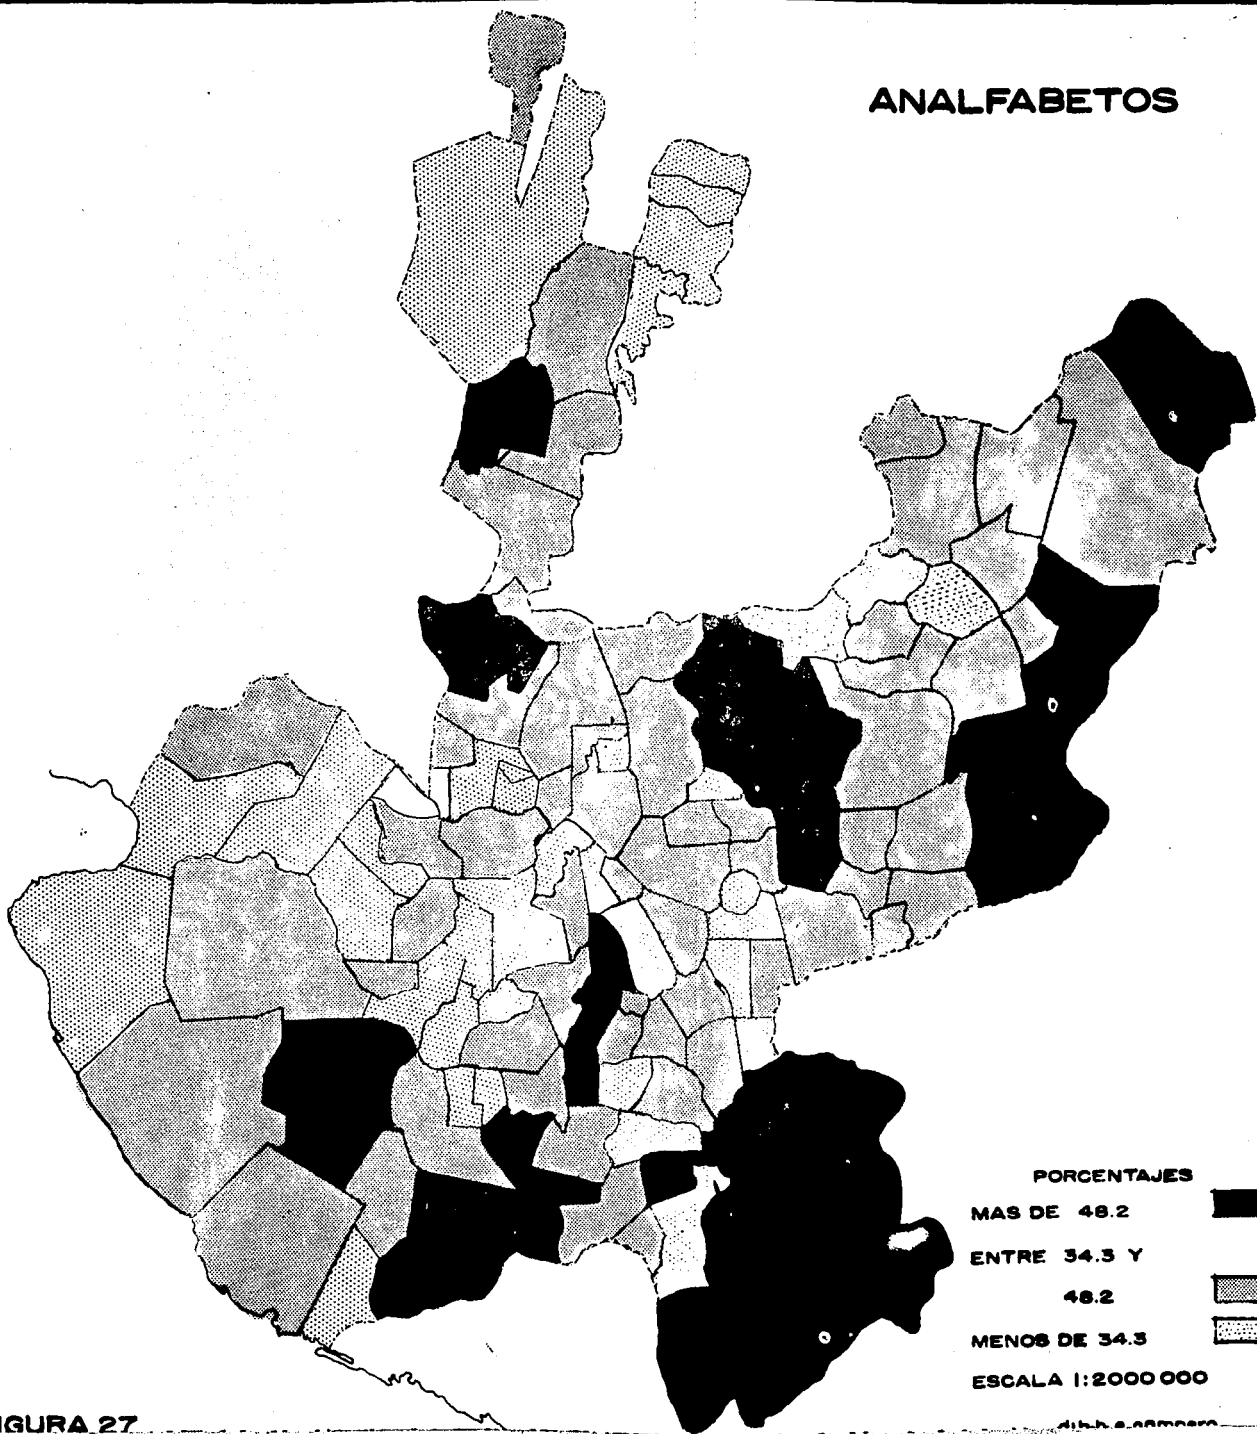 ANALFABETOS
PORCENTAJES
MAS DE 48.2
ENTRE 34.3 Y
48.2
MENOS DE 34.3
ESCALA 1:2000 000
IGURA 27